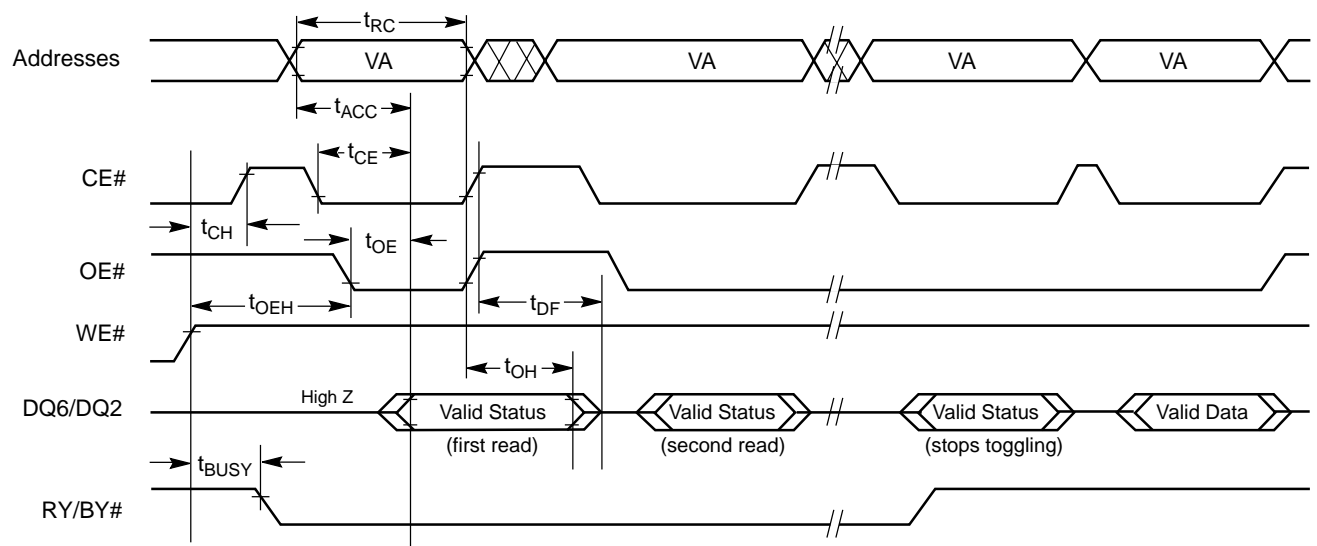 tRC
Addresses VA VA VA VA
tACC
tCE
CE#
tCH
tOE
OE#
tOEH
tDF
WE#
tOH
High Z
DQ6/DQ2 Valid Status Valid Status Valid Status Valid Data
(first read) (second read) (stops toggling)
tBUSY
RY/BY#